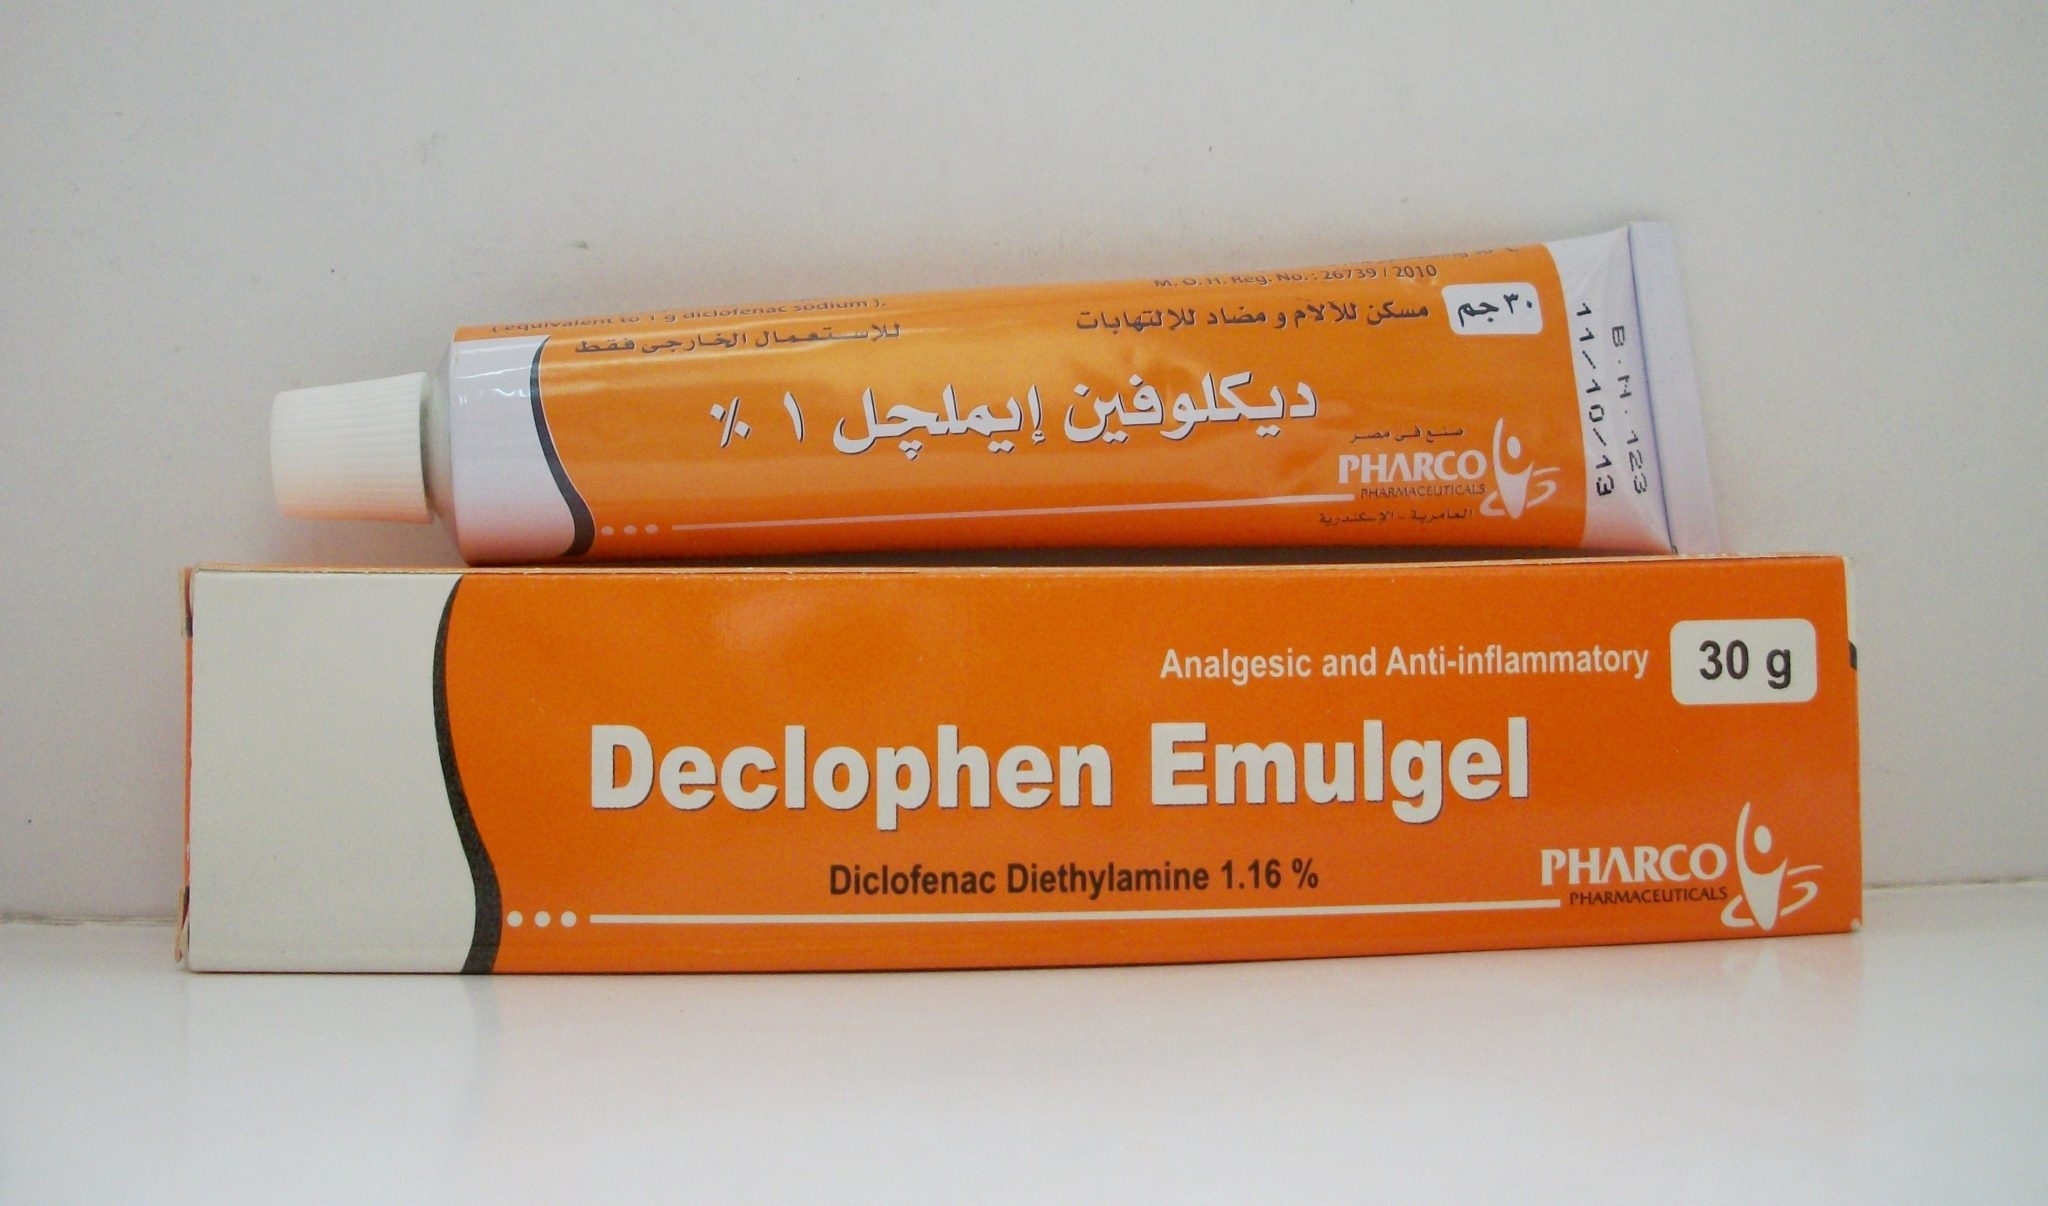 ( equivalent to 1 g diclofenac sodium ).
M. O. H. Reg. No. : 26739 / 2010
٣٠ جم
مسكن للآلام و مضاد للإلتهابات
للإستعمال الخارجى فقط
ديكلوفين إيملچل ١ %
صنع فى مصر
PHARCO
PHARMACEUTICALS
العامرية - الإسكندرية
B.N. 123
11/10/13
Analgesic and Anti-inflammatory
30 g
Declophen Emulgel
Diclofenac Diethylamine 1.16 %
PHARCO
PHARMACEUTICALS